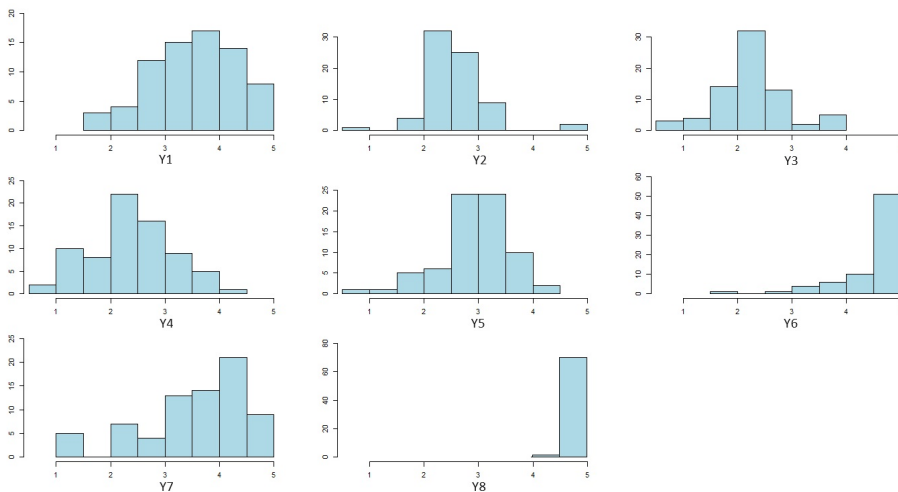 20 15 10 5 0
1 2 3 4 5
Y1
30 20 10 0
1 2 3 4 5
Y2
30 20 10 0
1 2 3 4
Y3
25 20 15 10 5 0
1 2 3 4 5
Y4
25 20 15 10 5 0
1 2 3 4 5
Y5
60 50 40 30 20 10 0
1 2 3 4
Y6
25 20 15 10 5 0
1 2 3 4 5
Y7
80 60 40 20 0
1 2 3 4 5
Y8